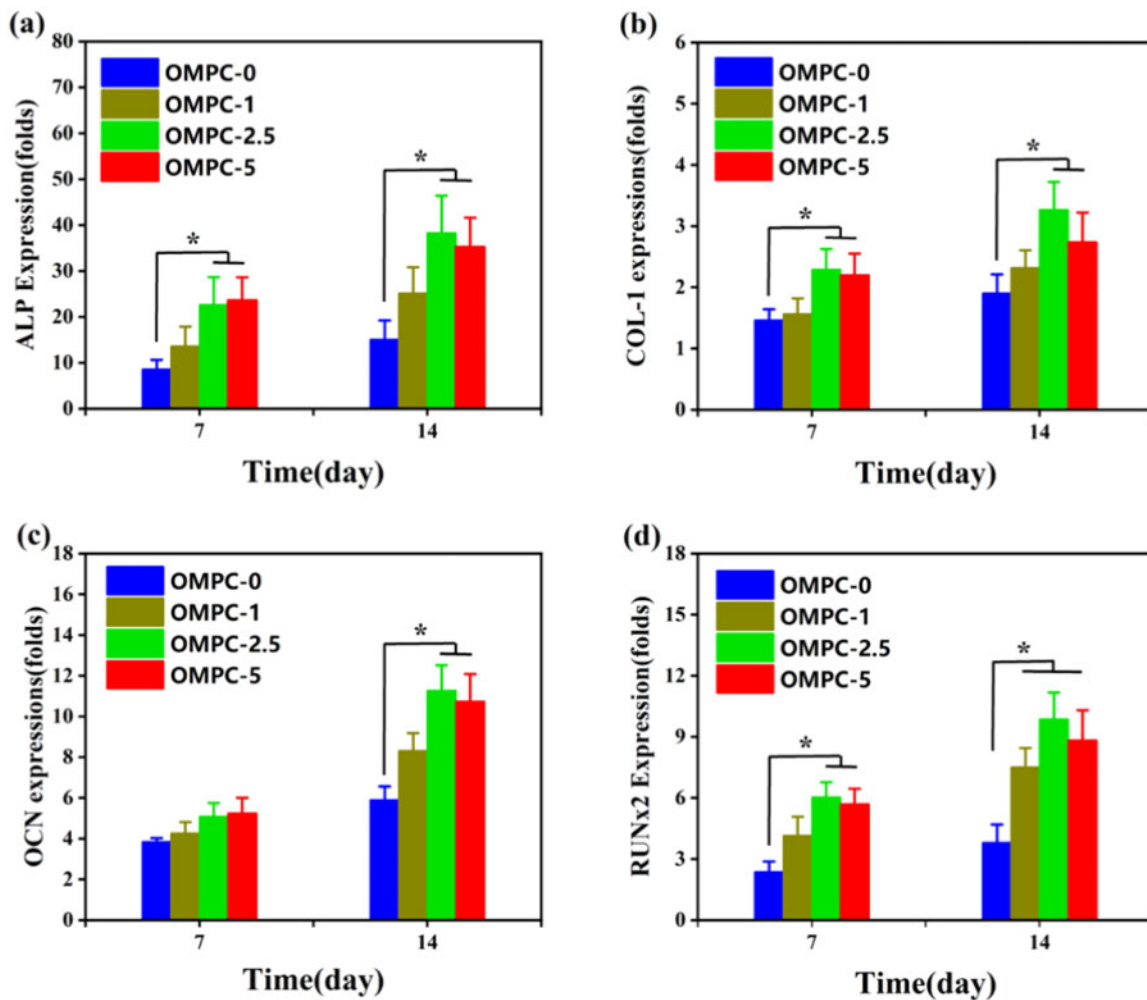 (a)
80
70
60
50
40
30
20
10
0
ALP Expression(folds)
OMPC-0
OMPC-1
OMPC-2.5
OMPC-5
*
*
7
14
Time(day)
(b)
6
5
4
3
2
1
0
COL-1 expressions(folds)
OMPC-0
OMPC-1
OMPC-2.5
OMPC-5
*
*
7
14
Time(day)
(c)
18
16
14
12
10
8
6
4
2
0
OCN expressions(folds)
OMPC-0
OMPC-1
OMPC-2.5
OMPC-5
*
7
14
Time(day)
(d)
18
15
12
9
6
3
0
RUNx2 Expression(folds)
OMPC-0
OMPC-1
OMPC-2.5
OMPC-5
*
*
7
14
Time(day)